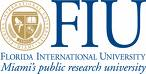 FIU
FLORIDA INTERNATIONAL UNIVERSITY
Miami's public research university